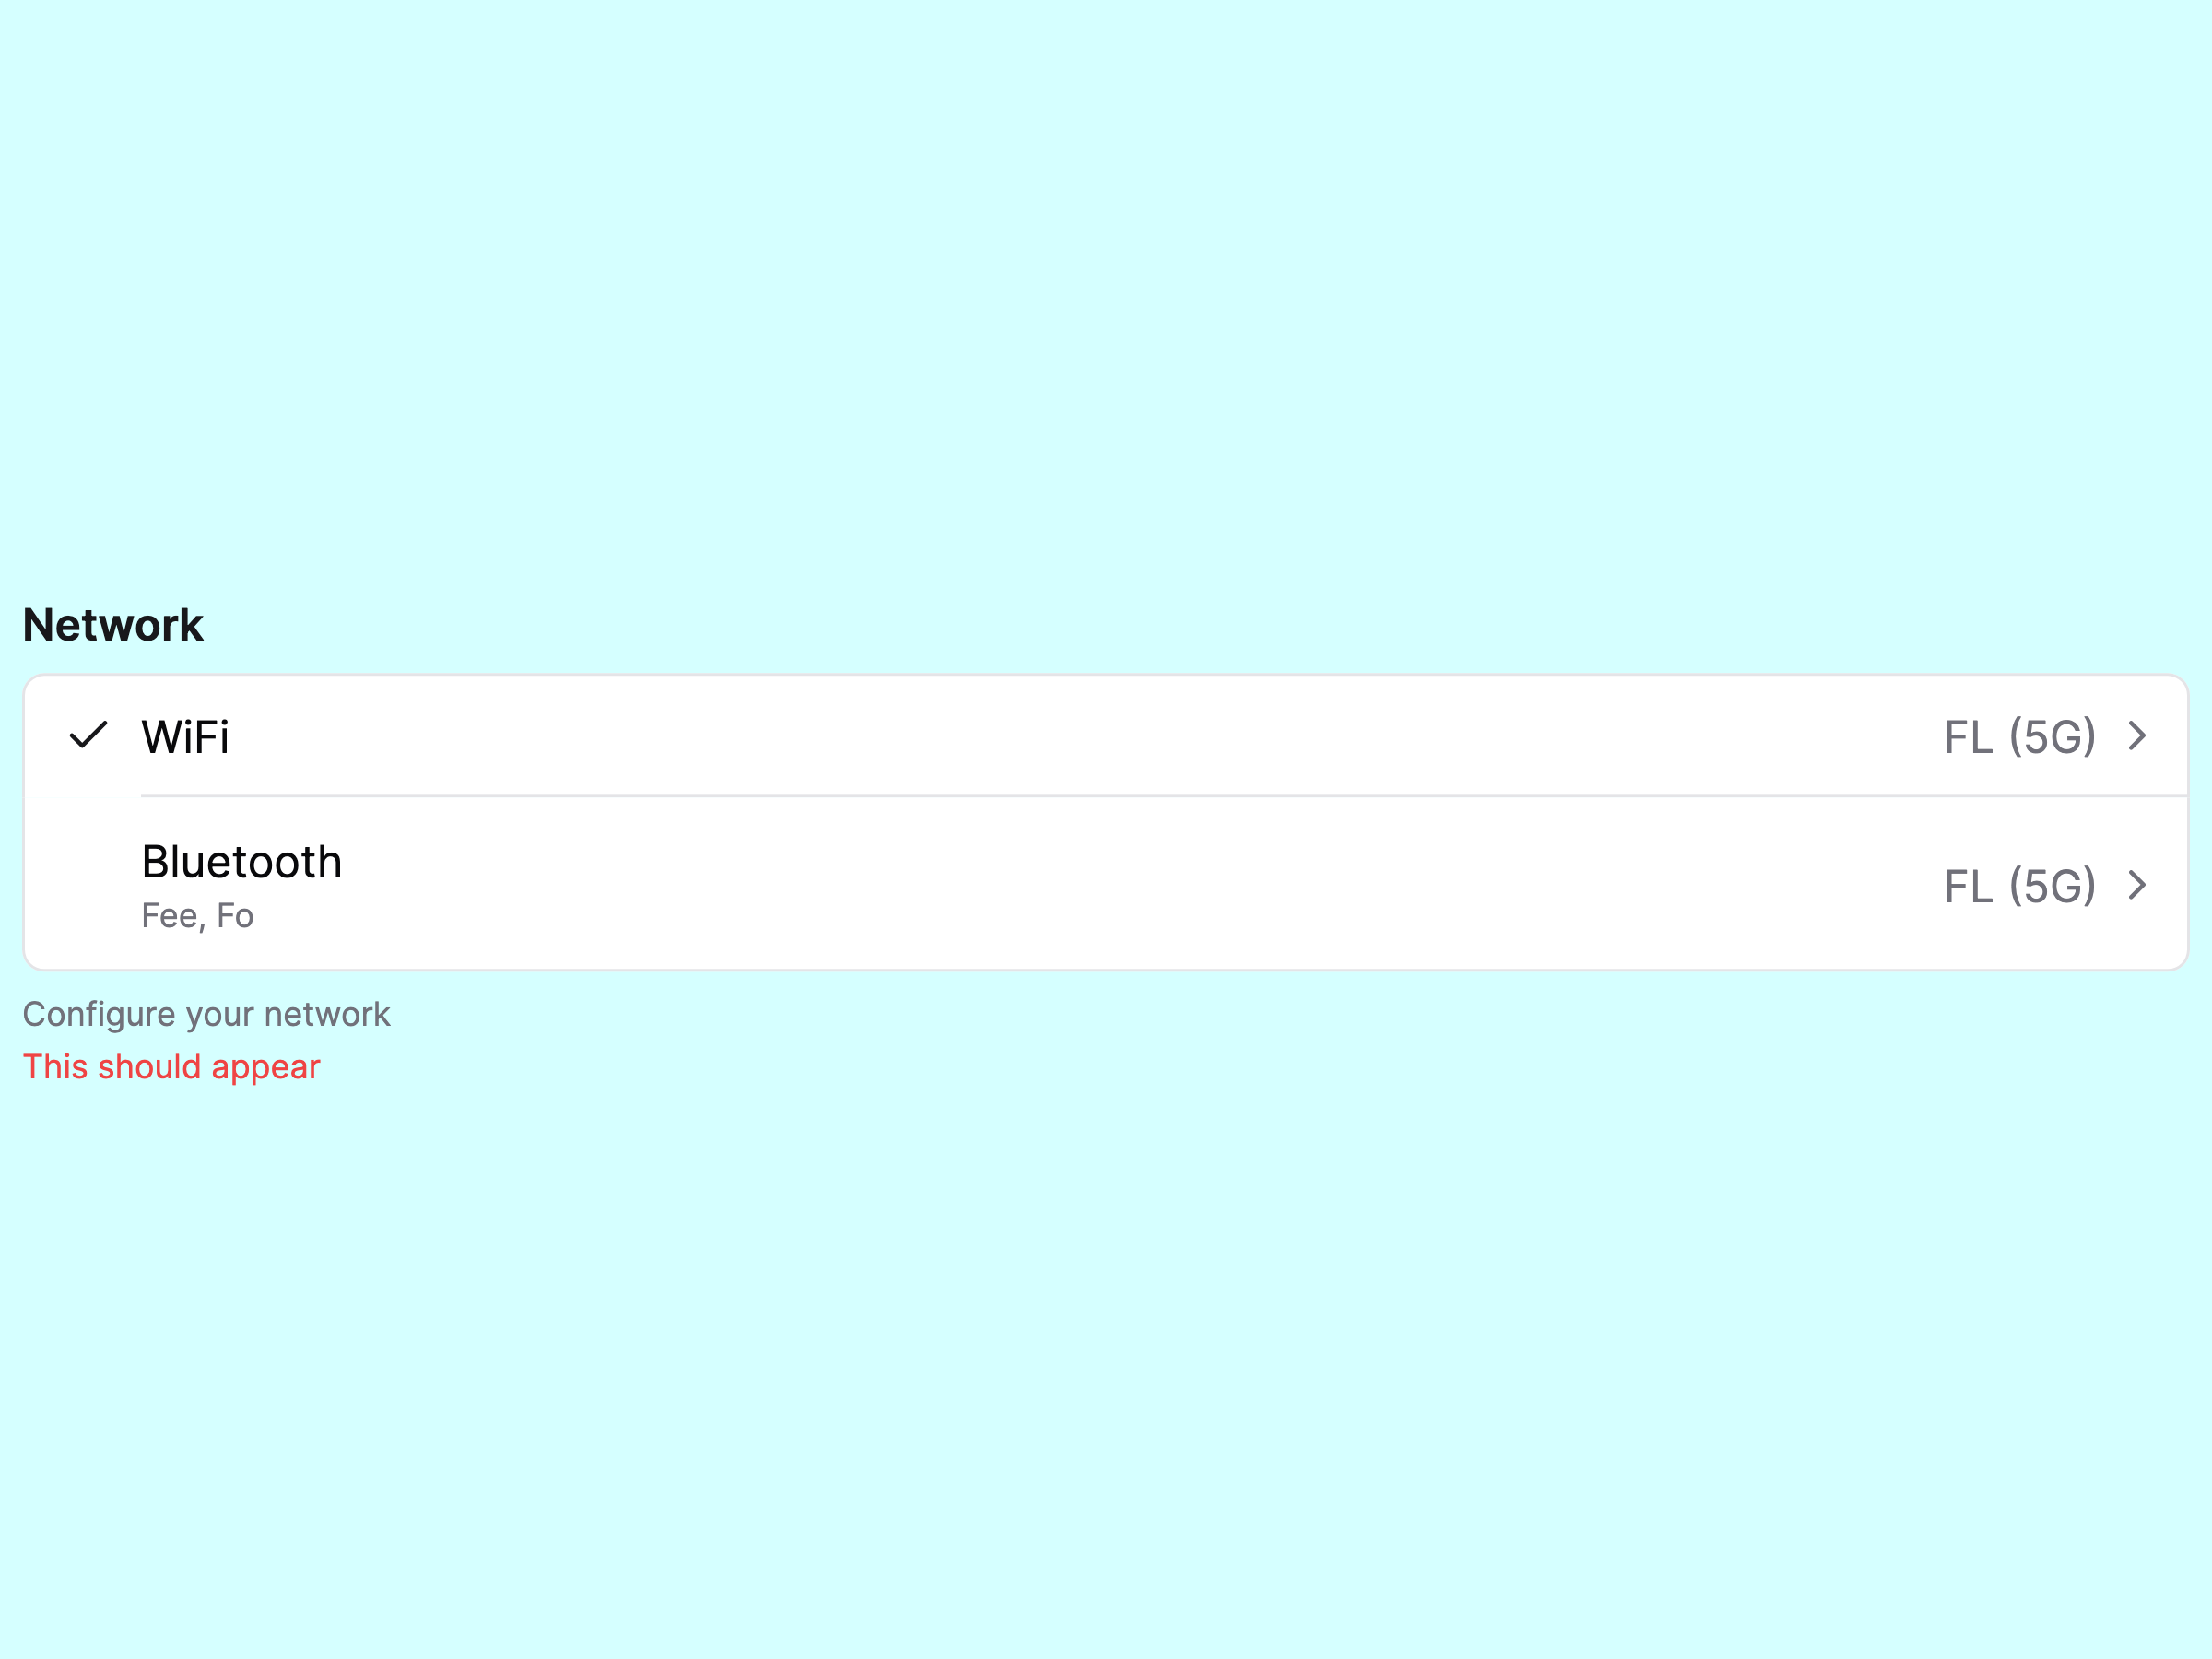 Network
WiFi FL (5G)
Bluetooth FL (5G)
Fee, Fo
Configure your network
This should appear